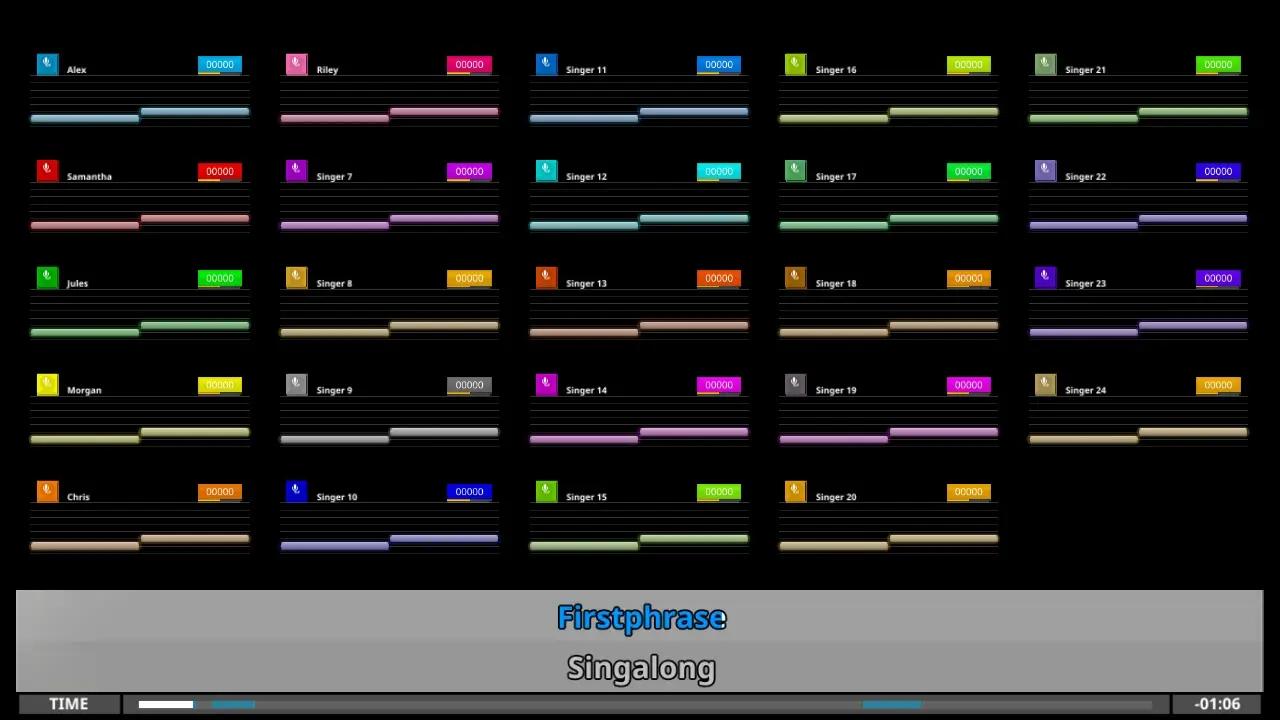 Alex 00000
Riley 00000
Singer 11 00000
Singer 16 00000
Singer 21 00000
Samantha 00000
Singer 7 00000
Singer 12 00000
Singer 17 00000
Singer 22 00000
Jules 00000
Singer 8 00000
Singer 13 00000
Singer 18 00000
Singer 23 00000
Morgan 00000
Singer 9 00000
Singer 14 00000
Singer 19 00000
Singer 24 00000
Chris 00000
Singer 10 00000
Singer 15 00000
Singer 20 00000
Firstphrase
Singalong
TIME -01:06